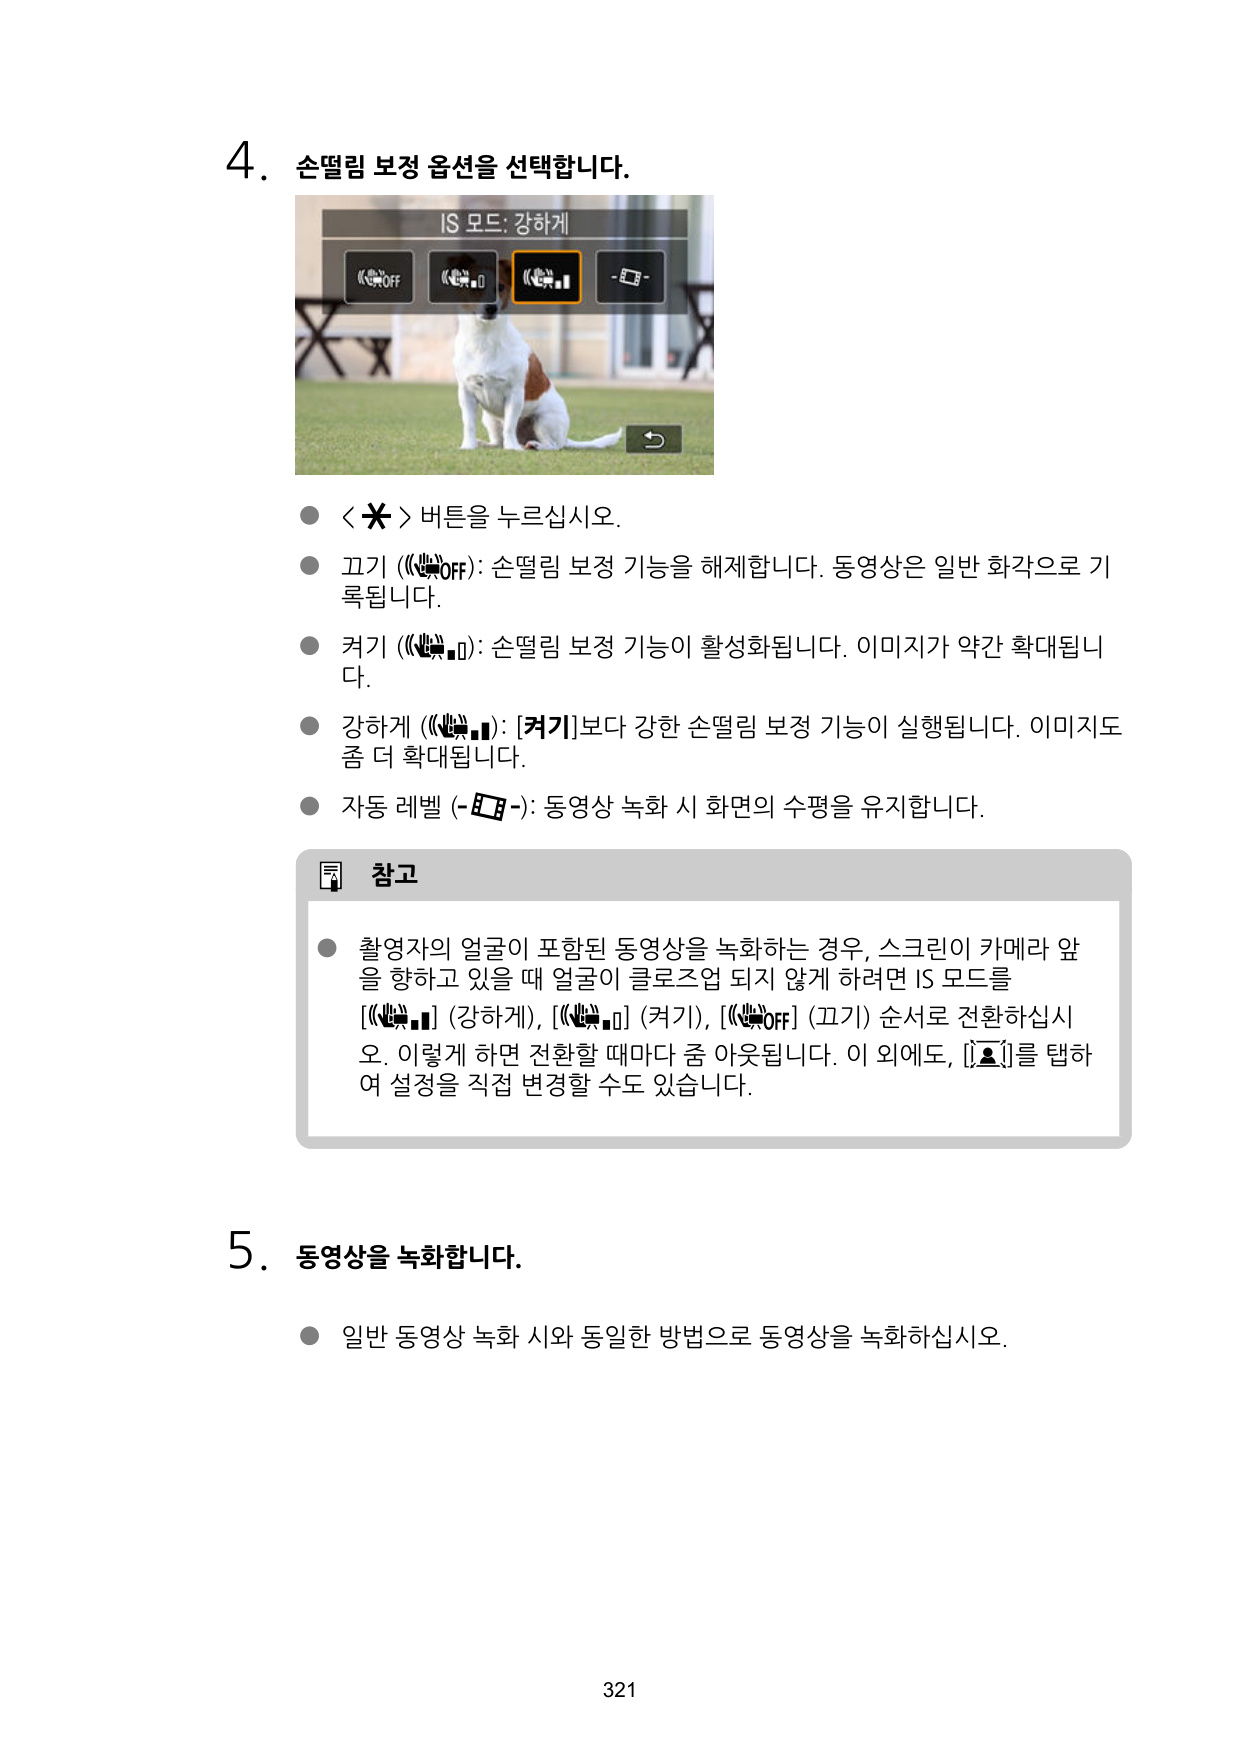 4. 손떨림 보정 옵션을 선택합니다.
IS 모드: 강하게
OFF
● < * > 버튼을 누르십시오.
● 끄기 (OFF): 손떨림 보정 기능을 해제합니다. 동영상은 일반 화각으로 기
록됩니다.
● 켜기 ( ): 손떨림 보정 기능이 활성화됩니다. 이미지가 약간 확대됩니
다.
● 강하게 ( ): [켜기]보다 강한 손떨림 보정 기능이 실행됩니다. 이미지도
좀 더 확대됩니다.
● 자동 레벨 ( ): 동영상 녹화 시 화면의 수평을 유지합니다.
참고
● 촬영자의 얼굴이 포함된 동영상을 녹화하는 경우, 스크린이 카메라 앞
을 향하고 있을 때 얼굴이 클로즈업 되지 않게 하려면 IS 모드를
[ ] (강하게), [ ] (켜기), [OFF] (끄기) 순서로 전환하십시
오. 이렇게 하면 전환할 때마다 줌 아웃됩니다. 이 외에도, [ ]를 탭하
여 설정을 직접 변경할 수도 있습니다.
5. 동영상을 녹화합니다.
● 일반 동영상 녹화 시와 동일한 방법으로 동영상을 녹화하십시오.
321